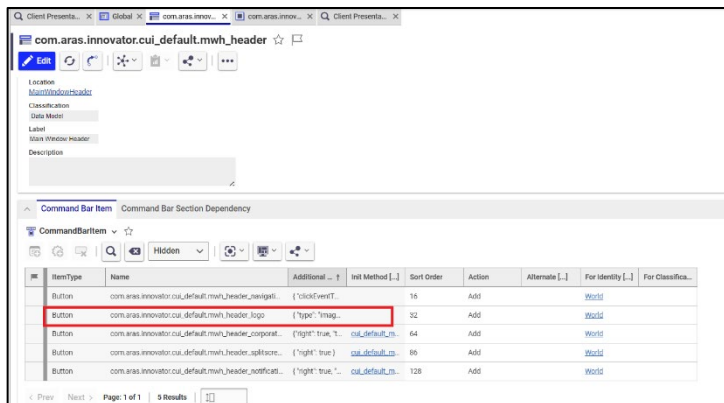 Client Presenta... × Global × com.aras.innov... × com.aras.innov... × Client Presenta... ×
com.aras.innovator.cui_default.mwh_header
Edit
Location
MainWindowHeader
Classification
Data Model
Label
Main Window Header
Description
Command Bar Item Command Bar Section Dependency
CommandBarItem
Hidden
ItemType Name Additional ... ↑ Init Method [...] Sort Order Action Alternate [...] For Identity [...] For Classifica...
Button com.aras.innovator.cui_default.mwh_header_navigati... { "clickEventT... 16 Add World
Button com.aras.innovator.cui_default.mwh_header_logo { "type": "imag... 32 Add World
Button com.aras.innovator.cui_default.mwh_header_corporat... {"right": true, "t... cui_default_m... 64 Add World
Button com.aras.innovator.cui_default.mwh_header_splitscre... { "right": true } cui_default_m... 86 Add World
Button com.aras.innovator.cui_default.mwh_header_notificati... { "right": true, "... cui_default_m... 128 Add World
< Prev Next > Page: 1 of 1 5 Results